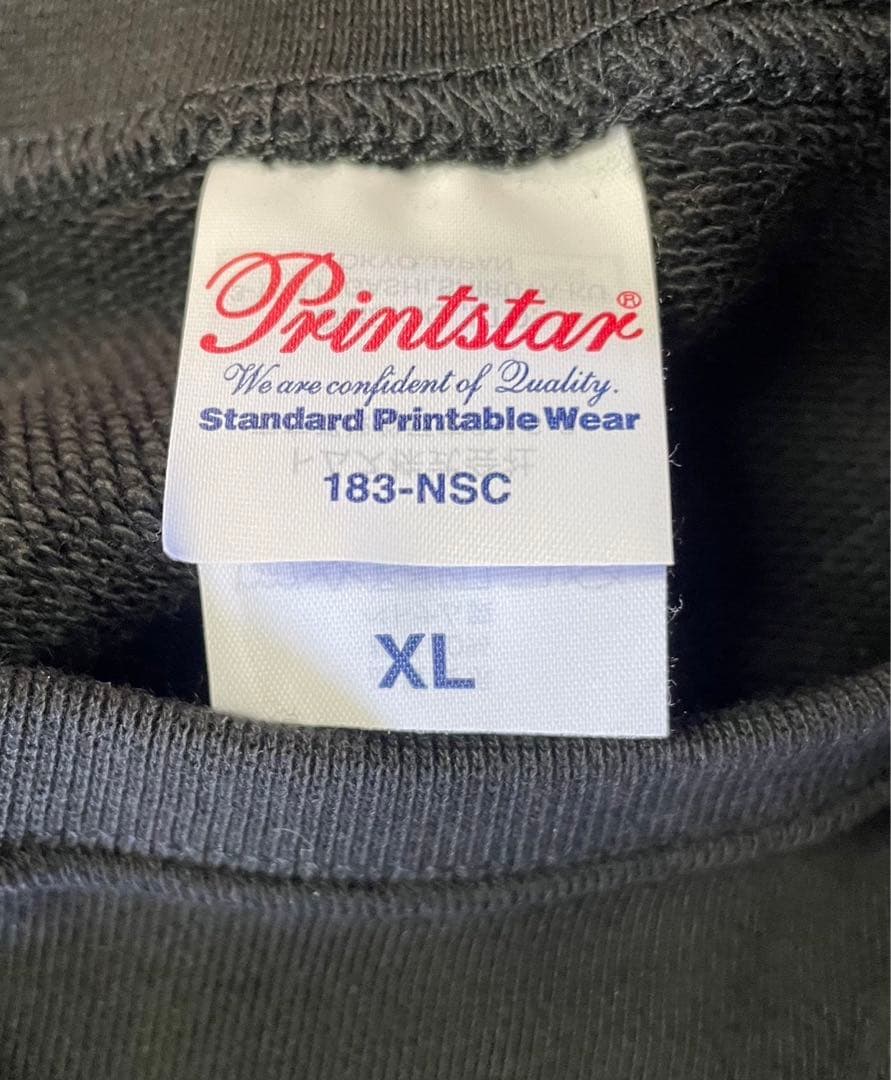 Printstar®
We are confident of Quality.
Standard Printable Wear
183-NSC
XL